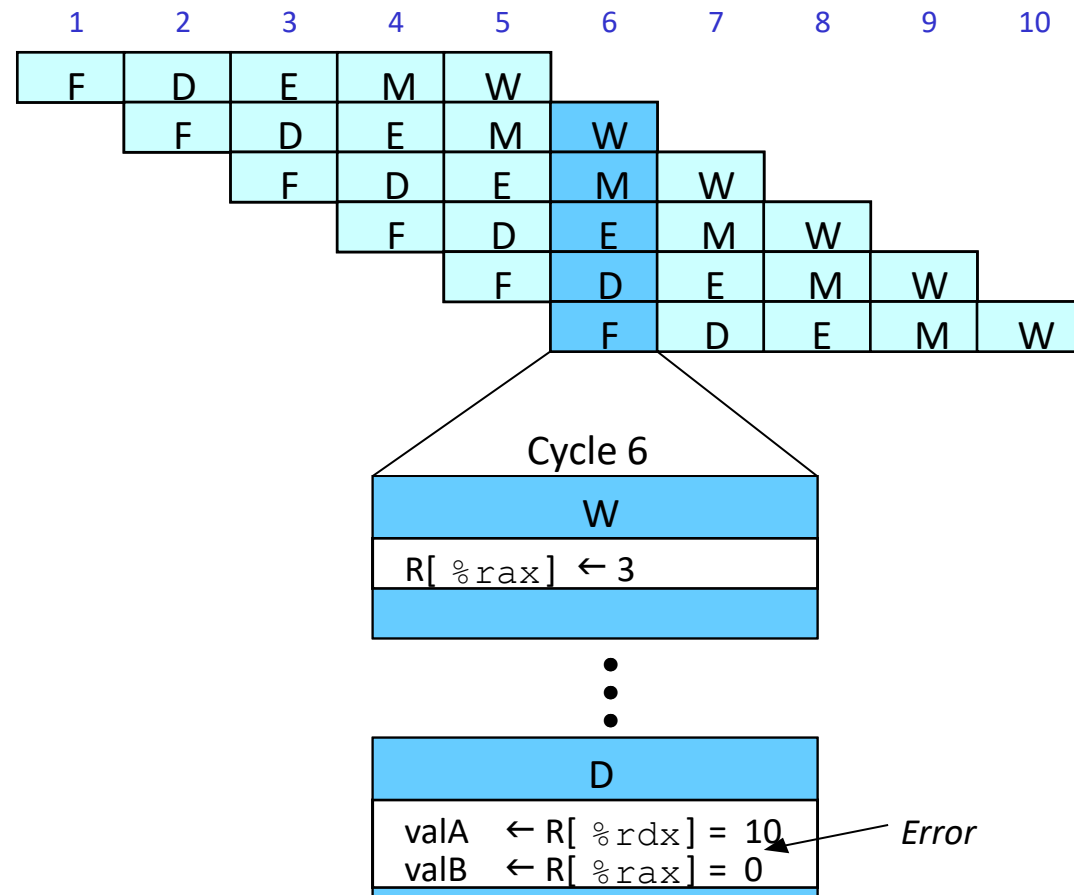 1 2 3 4 5 6 7 8 9 10
F D E M W
F D E M W
F D E M W
F D E M W
F D E M W
F D E M W
Cycle 6
W
R[ %rax] ← 3
•
•
•
D
valA ← R[ %rdx] = 10
Error
valB ← R[ %rax] = 0